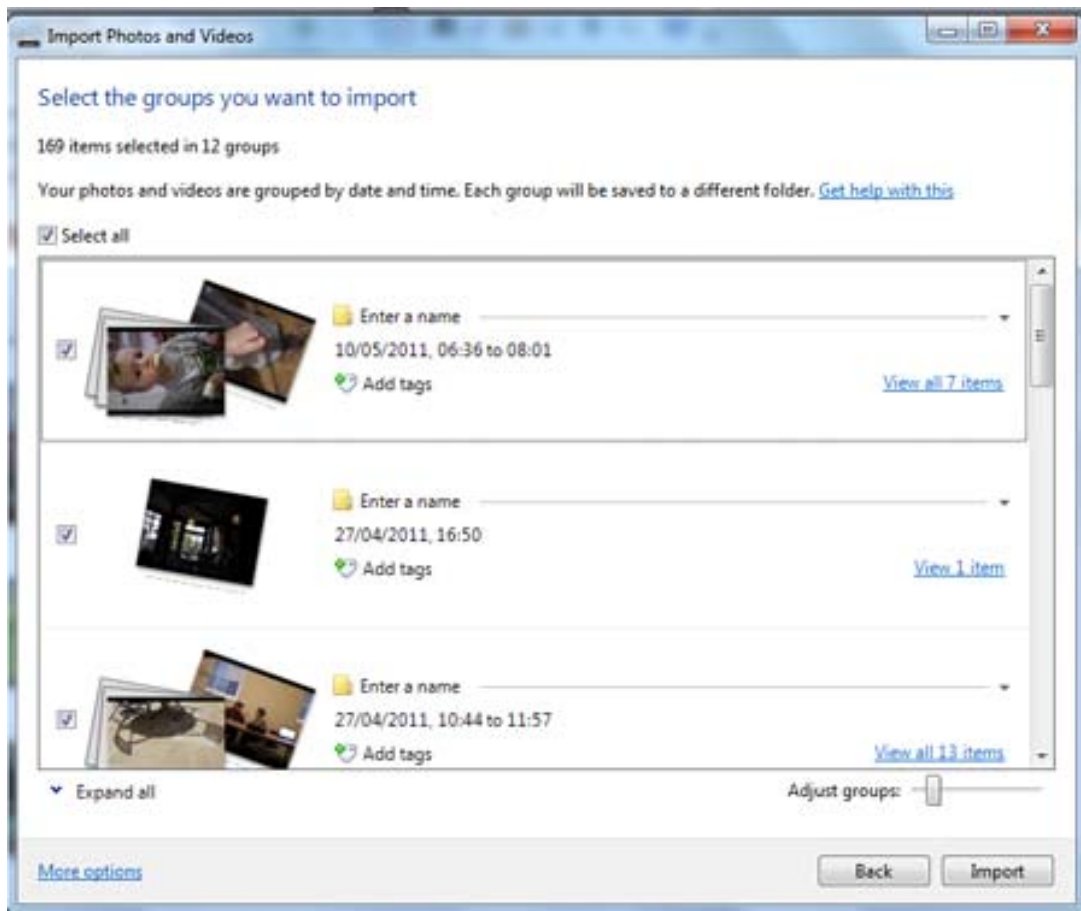 Import Photos and Videos
Select the groups you want to import
169 items selected in 12 groups
Your photos and videos are grouped by date and time. Each group will be saved to a different folder. Get help with this
Select all
Enter a name
10/05/2011, 06:36 to 08:01
Add tags
View all 7 items
Enter a name
27/04/2011, 16:50
Add tags
View 1 item
Enter a name
27/04/2011, 10:44 to 11:57
Add tags
View all 13 items
Expand all
Adjust groups:
More options
Back
Import